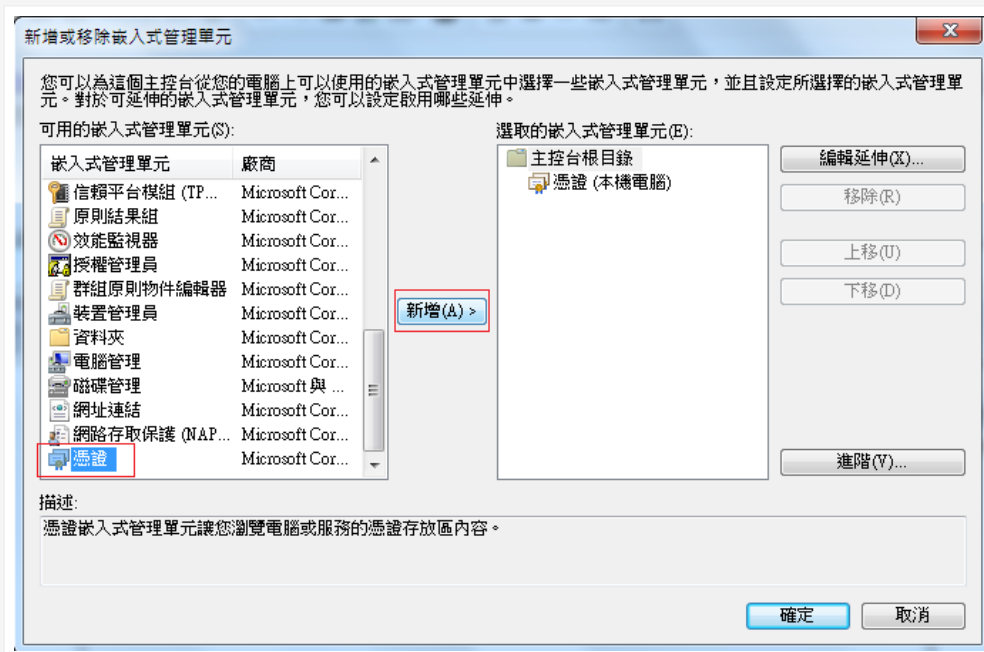 新增或移除嵌入式管理單元
您可以為這個主控台從您的電腦上可以使用的嵌入式管理單元中選擇一些嵌入式管理單元，並且設定所選擇的嵌入式管理單
元。對於可延伸的嵌入式管理單元，您可以設定啟用哪些延伸。
可用的嵌入式管理單元(S):
選取的嵌入式管理單元(E):
嵌入式管理單元 廠商
信賴平台模組 (TP... Microsoft Cor...
原則結果組 Microsoft Cor...
效能監視器 Microsoft Cor...
授權管理員 Microsoft Cor...
群組原則物件編輯器 Microsoft Cor...
裝置管理員 Microsoft Cor...
資料夾 Microsoft Cor...
電腦管理 Microsoft Cor...
磁碟管理 Microsoft 與 ...
網址連結 Microsoft Cor...
網路存取保護 (NAP... Microsoft Cor...
憑證 Microsoft Cor...
新增(A) >
主控台根目錄
憑證 (本機電腦)
編輯延伸(X)...
移除(R)
上移(U)
下移(D)
進階(V)...
描述:
憑證嵌入式管理單元讓您瀏覽電腦或服務的憑證存放區內容。
確定
取消